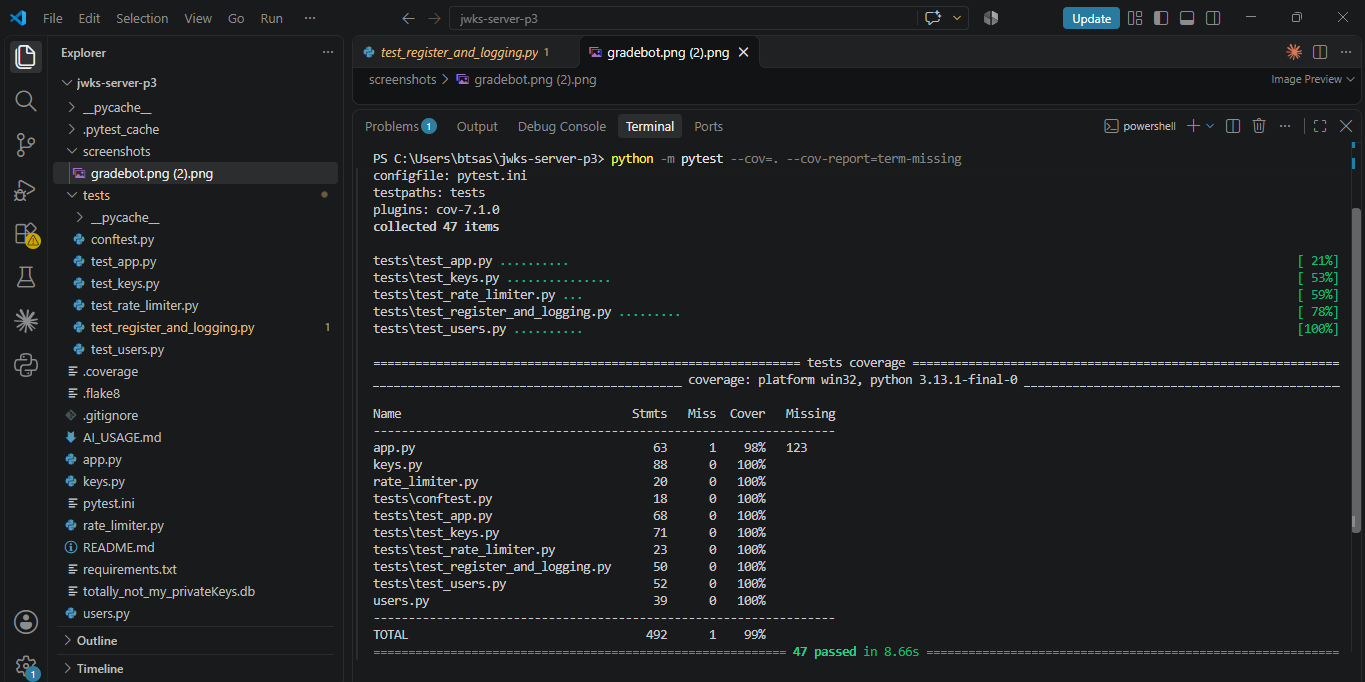 File Edit Selection View Go Run ··· jwks-server-p3 Update
Explorer ···
jwks-server-p3
__pycache__
.pytest_cache
screenshots
gradebot.png (2).png
tests
__pycache__
conftest.py
test_app.py
test_keys.py
test_rate_limiter.py
test_register_and_logging.py 1
test_users.py
.coverage
.flake8
.gitignore
AI_USAGE.md
app.py
keys.py
pytest.ini
rate_limiter.py
README.md
requirements.txt
totally_not_my_privateKeys.db
users.py
Outline
Timeline
1
test_register_and_logging.py 1 gradebot.png (2).png
screenshots > gradebot.png (2).png Image Preview
Problems 1 Output Debug Console Terminal Ports powershell
PS C:\Users\btsas\jwks-server-p3> python -m pytest --cov=. --cov-report=term-missing
configfile: pytest.ini
testpaths: tests
plugins: cov-7.1.0
collected 47 items
tests\test_app.py .......... [ 21%]
tests\test_keys.py ............... [ 53%]
tests\test_rate_limiter.py ... [ 59%]
tests\test_register_and_logging.py ......... [ 78%]
tests\test_users.py .......... [100%]
tests coverage
coverage: platform win32, python 3.13.1-final-0
Name Stmts Miss Cover Missing
app.py 63 1 98% 123
keys.py 88 0 100%
rate_limiter.py 20 0 100%
tests\conftest.py 18 0 100%
tests\test_app.py 68 0 100%
tests\test_keys.py 71 0 100%
tests\test_rate_limiter.py 23 0 100%
tests\test_register_and_logging.py 50 0 100%
tests\test_users.py 52 0 100%
users.py 39 0 100%
TOTAL 492 1 99%
47 passed in 8.66s